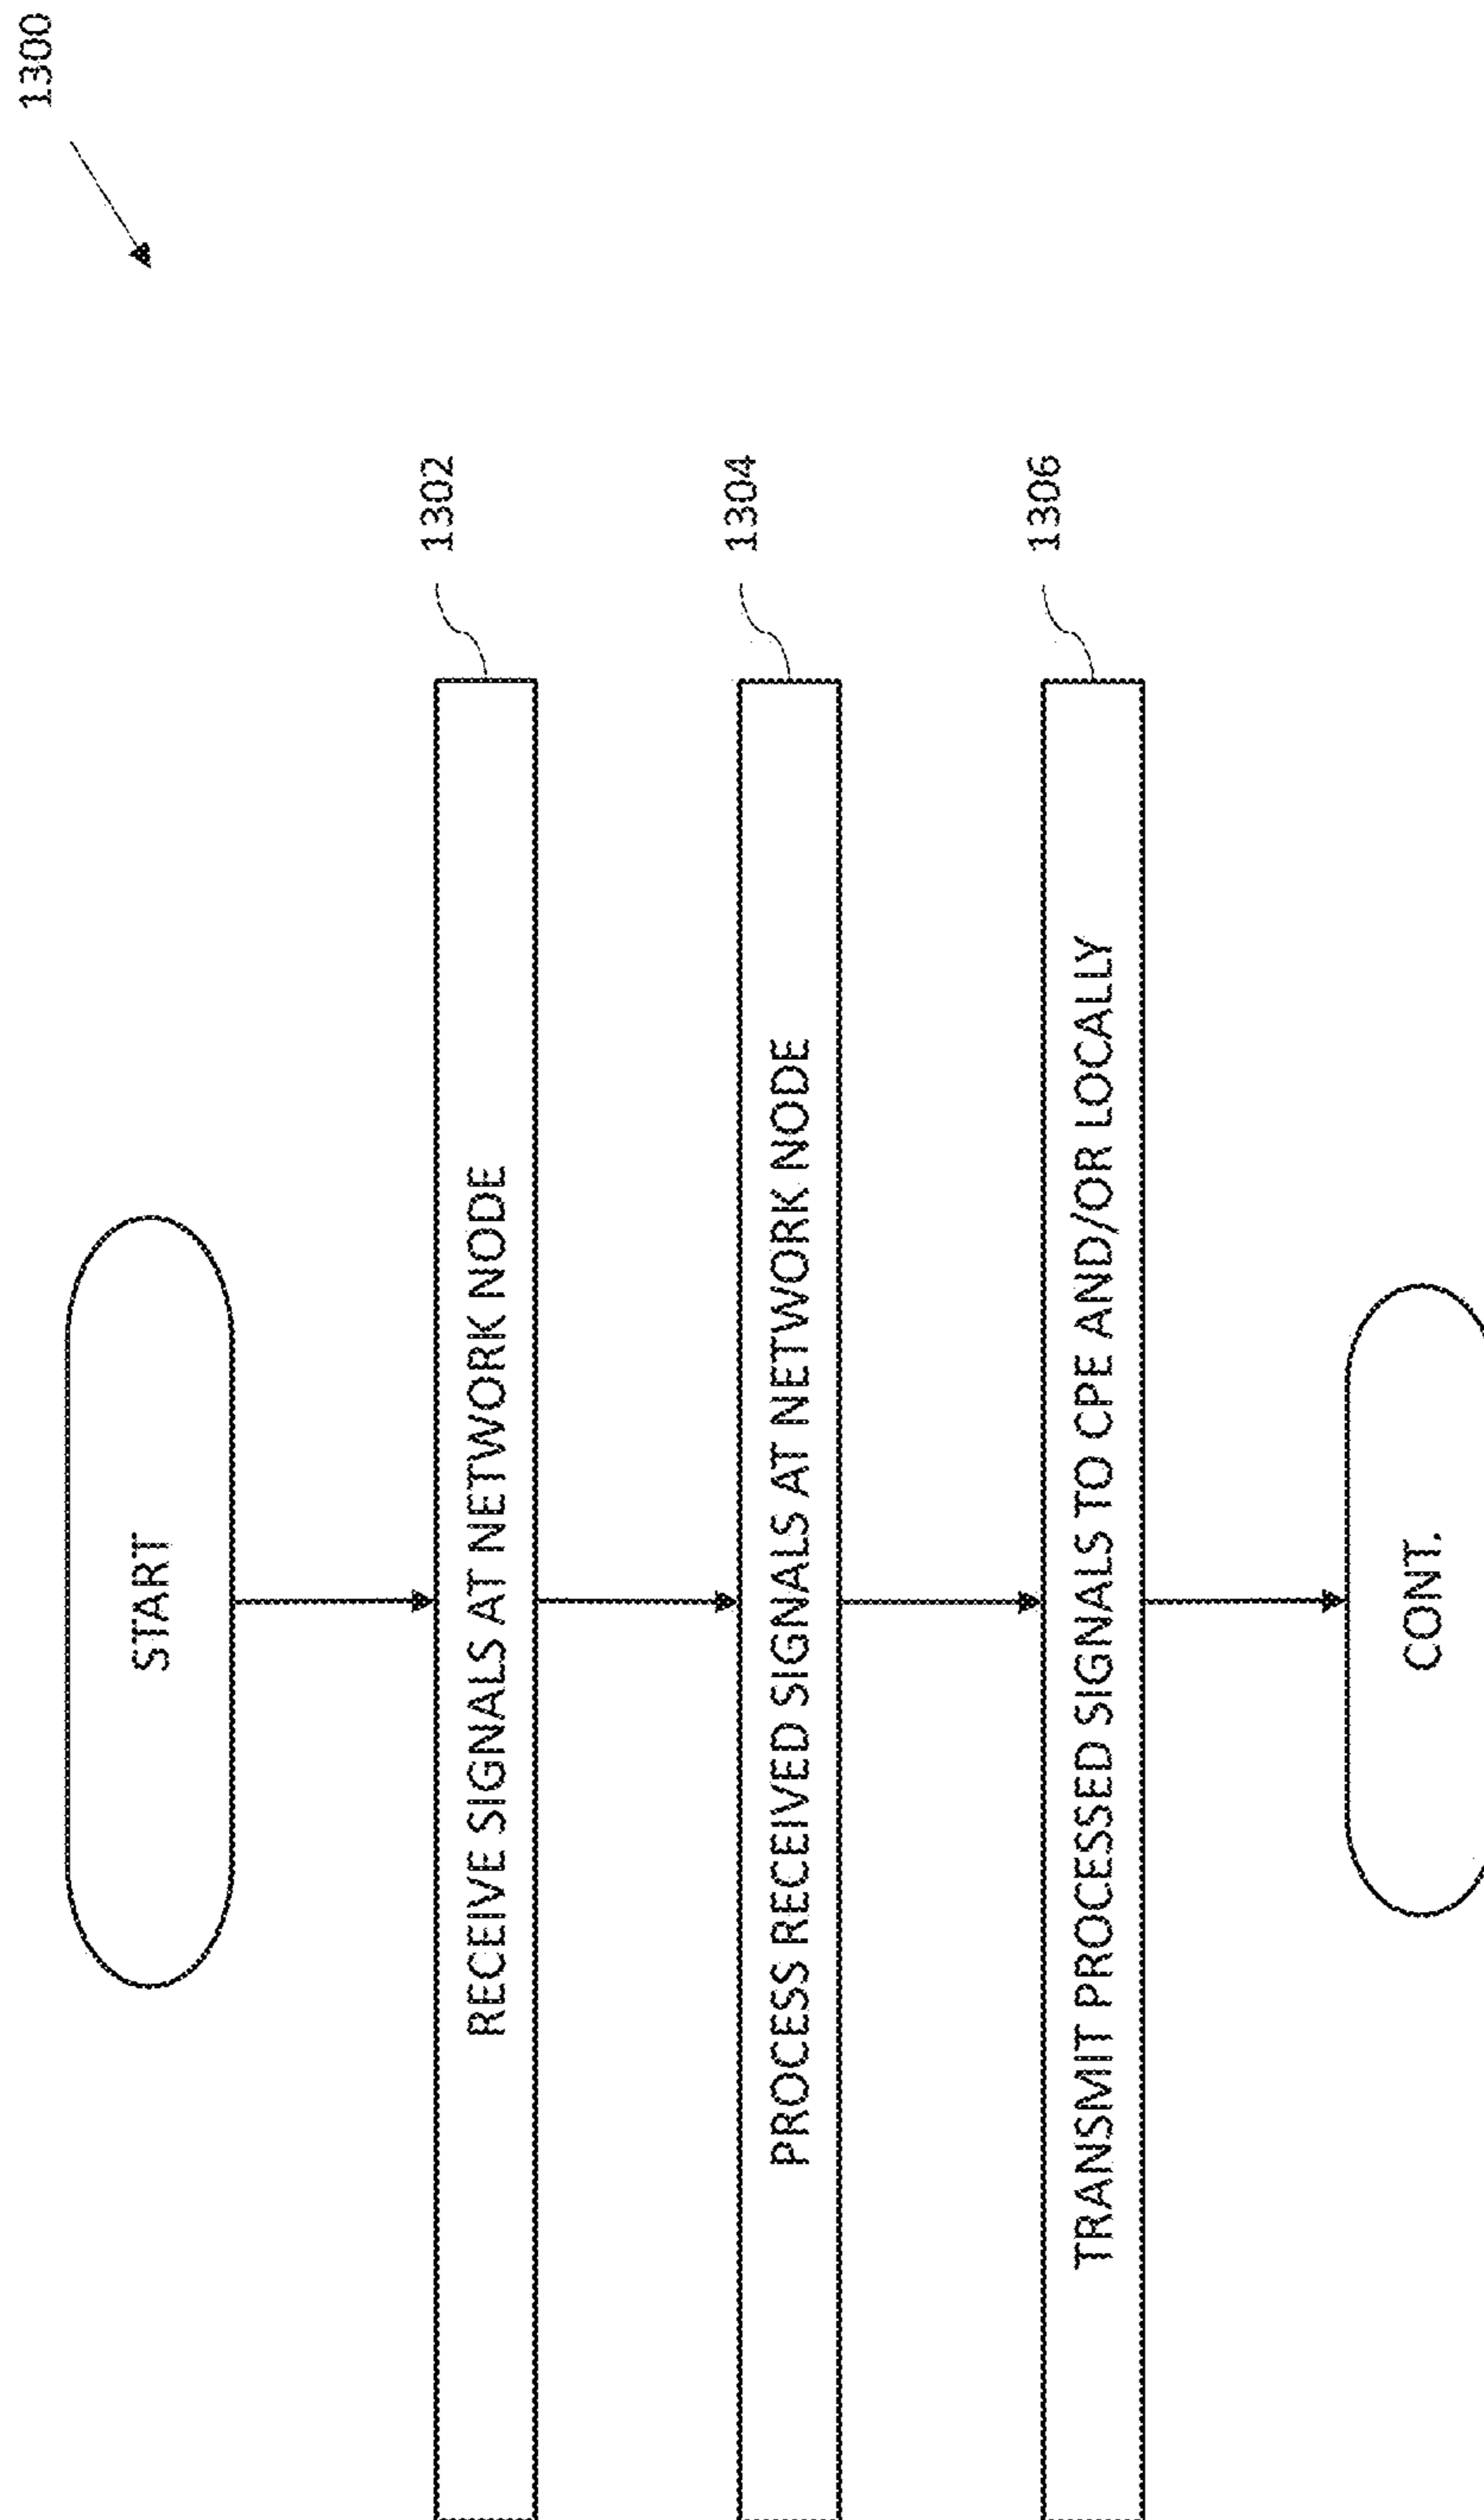 1300
START
RECEIVE SIGNALS AT NETWORK NODE
1302
PROCESS RECEIVED SIGNALS AT NETWORK NODE
1304
TRANSMIT PROCESSED SIGNALS TO CPE AND/OR LOCALLY
1306
CONT.